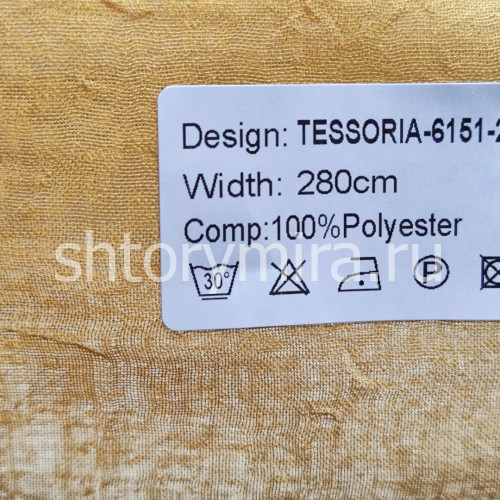 Design: TESSORIA-6151-2
Width: 280cm
Comp:100%Polyester
shtorymira.ru
30°
P